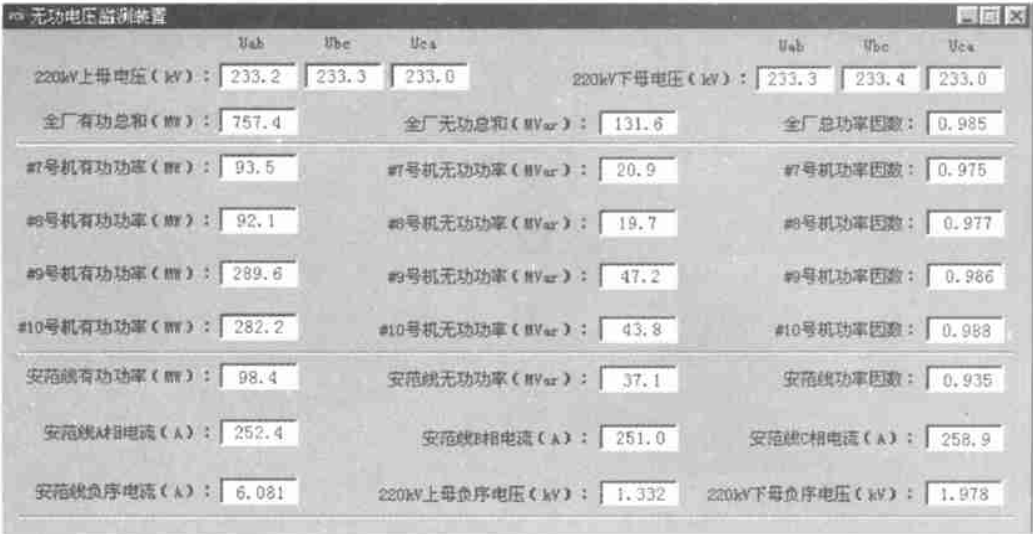 无功电压监测装置
Uab Ubc Uca Uab Ubc Uca
220kV上母电压(kV): 233.2 233.3 233.0 220kV下母电压(kV): 233.3 233.4 233.0
全厂有功总和(MW): 757.4 全厂无功总和(MVar): 131.6 全厂总功率因数: 0.985
#7号机有功功率(MW): 93.5 #7号机无功功率(MVar): 20.9 #7号机功率因数: 0.975
#8号机有功功率(MW): 92.1 #8号机无功功率(MVar): 19.7 #8号机功率因数: 0.977
#9号机有功功率(MW): 289.6 #9号机无功功率(MVar): 47.2 #9号机功率因数: 0.986
#10号机有功功率(MW): 282.2 #10号机无功功率(MVar): 43.8 #10号机功率因数: 0.988
安范线有功功率(MW): 98.4 安范线无功功率(MVar): 37.1 安范线功率因数: 0.935
安范线A相电流(A): 252.4 安范线B相电流(A): 251.0 安范线C相电流(A): 258.9
安范线负序电流(A): 6.081 220kV上母负序电压(kV): 1.332 220kV下母负序电压(kV): 1.978